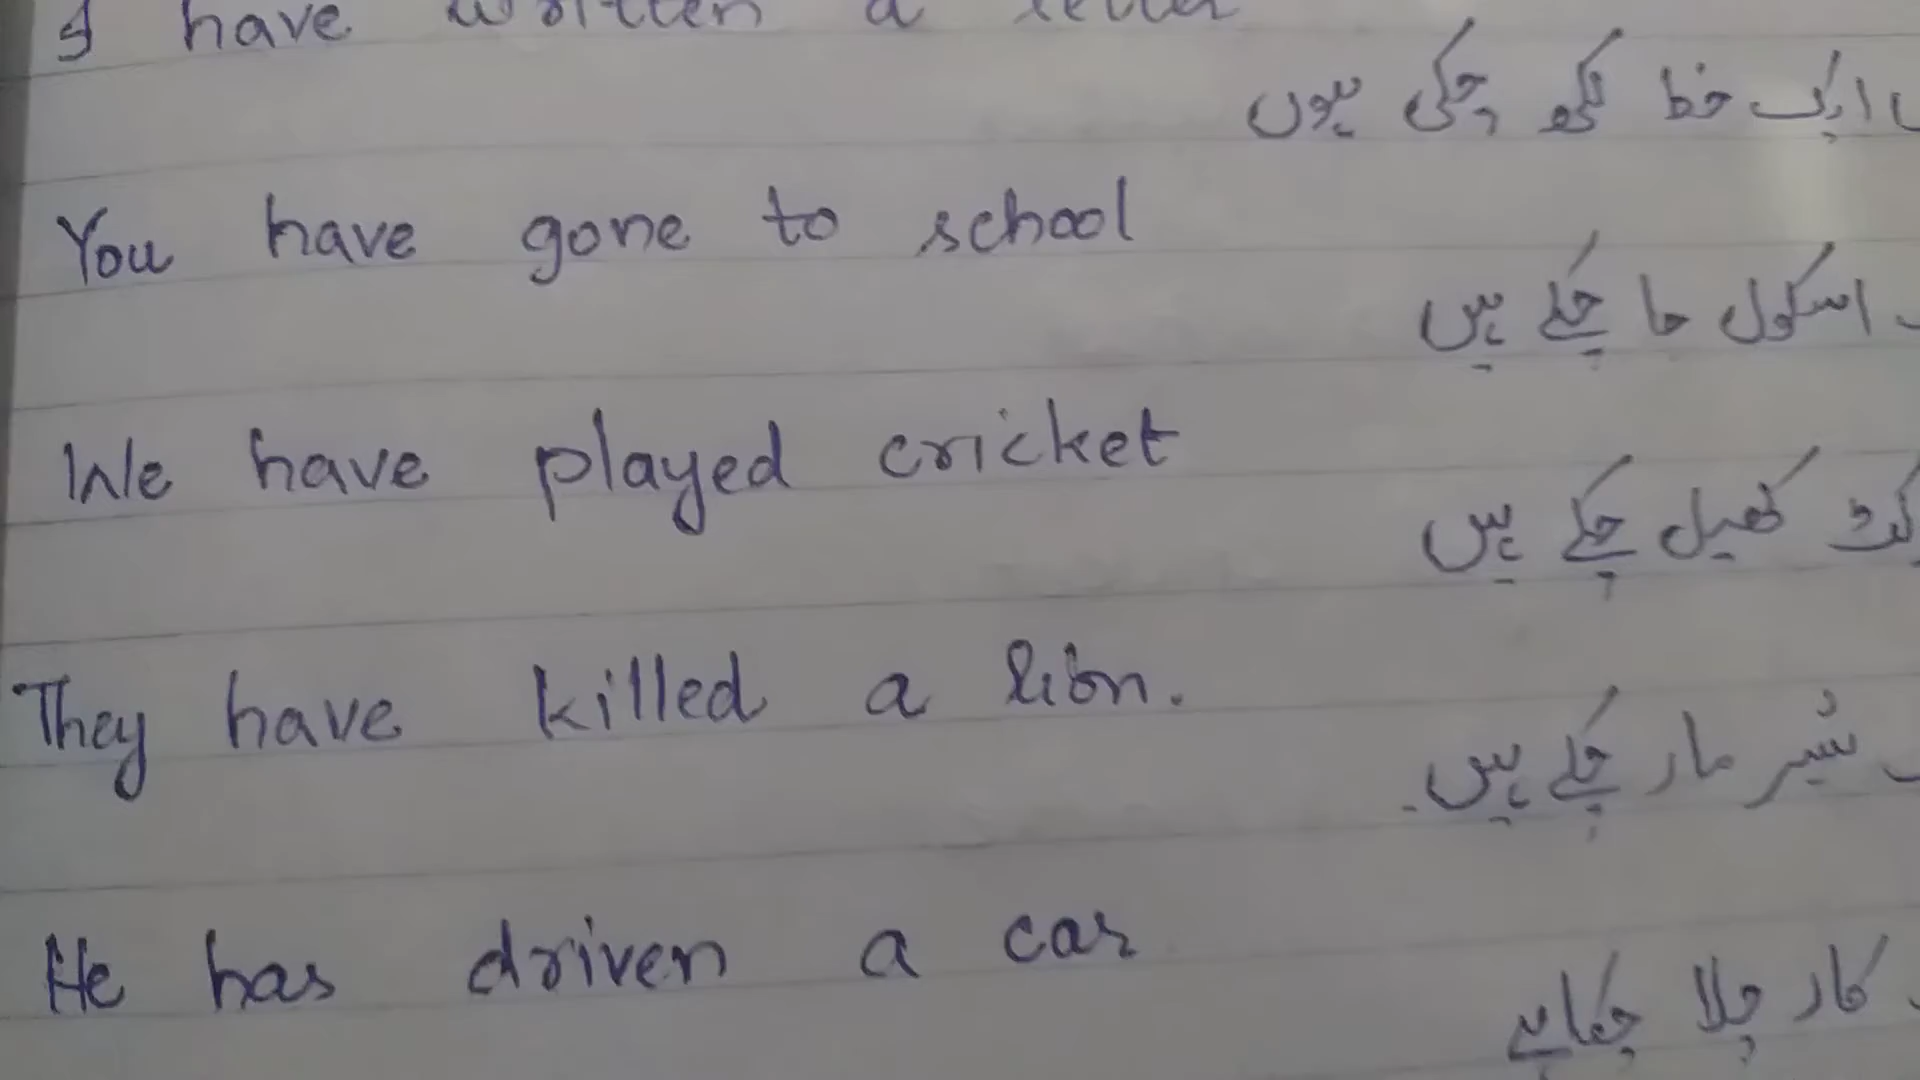 I have written a letter
ایک خط لکھ چکی ہوں
You have gone to school
اسکول جا چکے ہیں
We have played cricket
کھیل چکے ہیں
They have killed a lion.
شیر مار چکے ہیں۔
He has driven a car
کار چلا چکا ہے